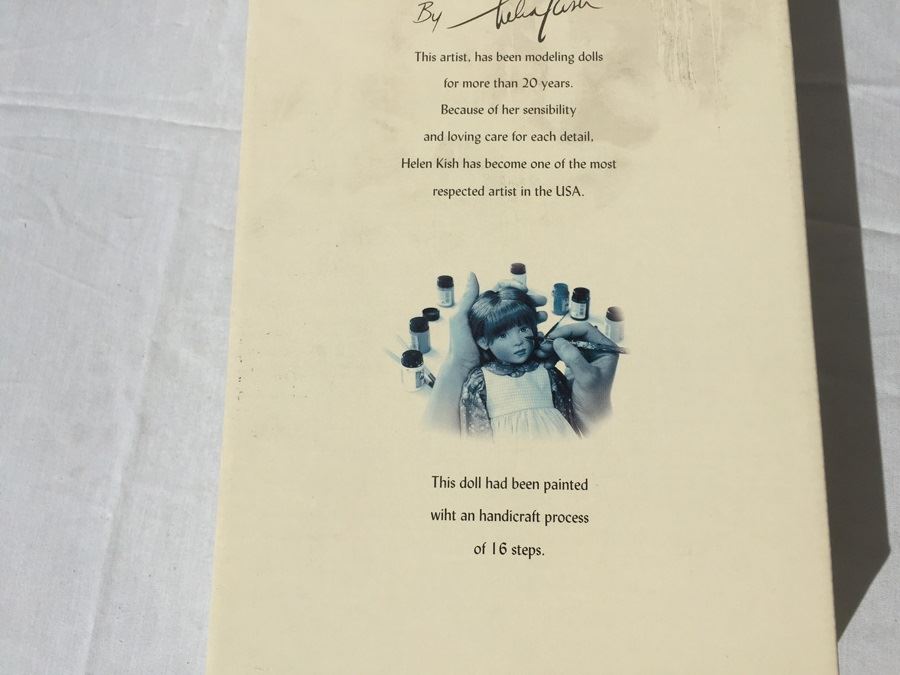 By Helen Kish
This artist, has been modeling dolls
for more than 20 years.
Because of her sensibility
and loving care for each detail,
Helen Kish has become one of the most
respected artist in the USA.
This doll had been painted
wiht an handicraft process
of 16 steps.